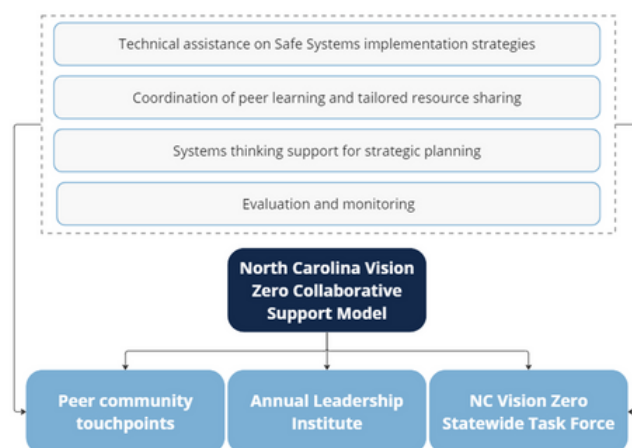 Technical assistance on Safe Systems implementation strategies
Coordination of peer learning and tailored resource sharing
Systems thinking support for strategic planning
Evaluation and monitoring
North Carolina Vision
Zero Collaborative
Support Model
Peer community
touchpoints
Annual Leadership
Institute
NC Vision Zero
Statewide Task Force